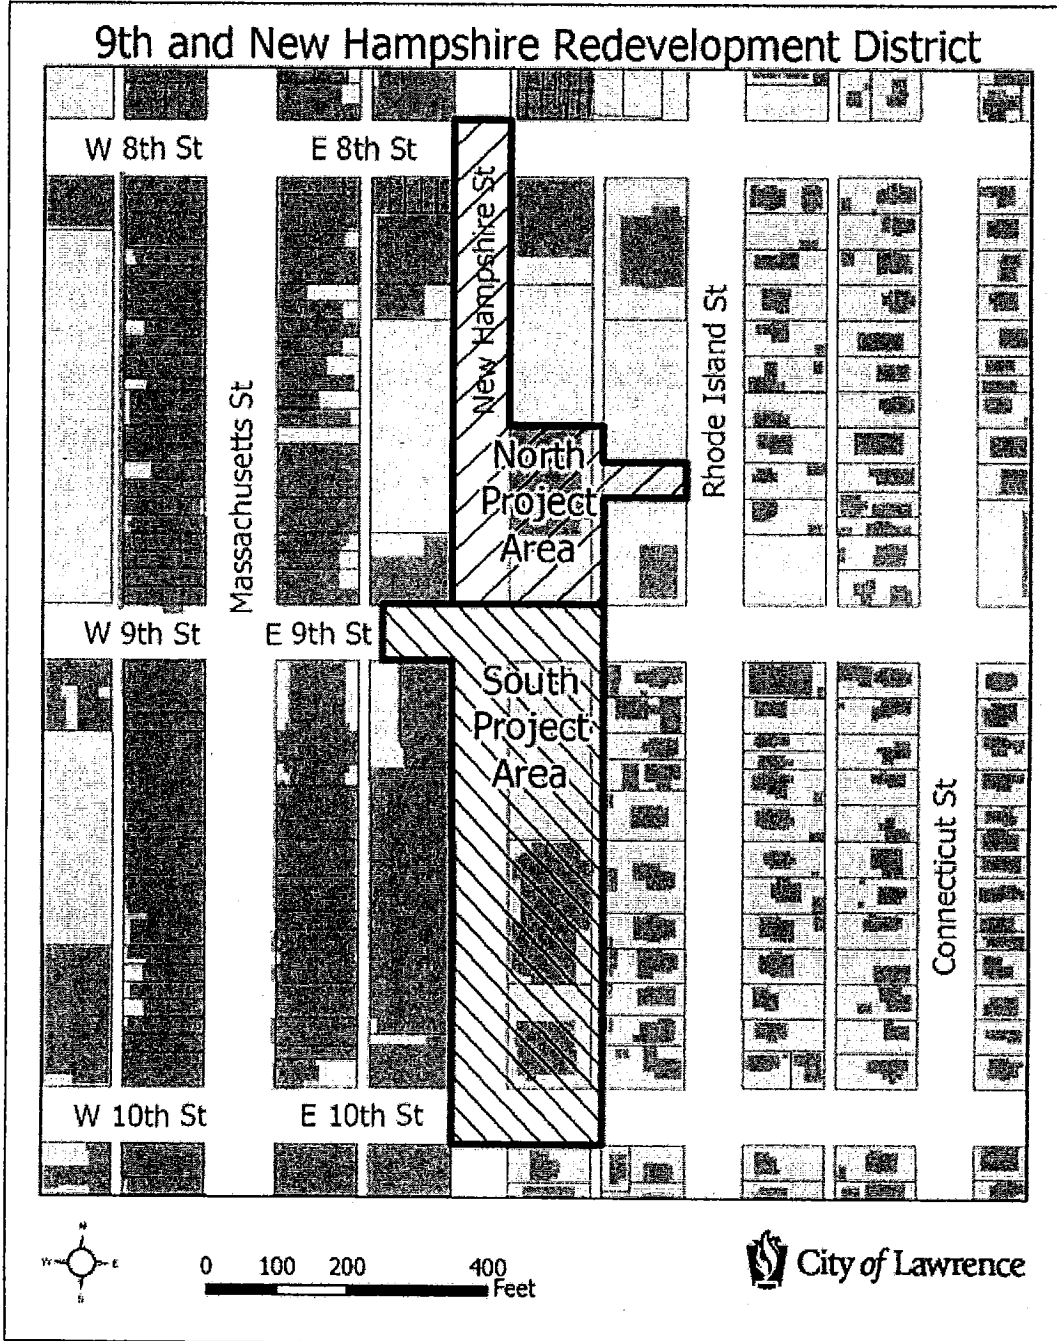 9th and New Hampshire Redevelopment District
W 8th St
E 8th St
New Hampshire St
Rhode Island St
Massachusetts St
North
Project
Area
W 9th St
E 9th St
South
Project
Area
Connecticut St
W 10th St
E 10th St
N
W
E
S
0
100
200
400
Feet
City of Lawrence